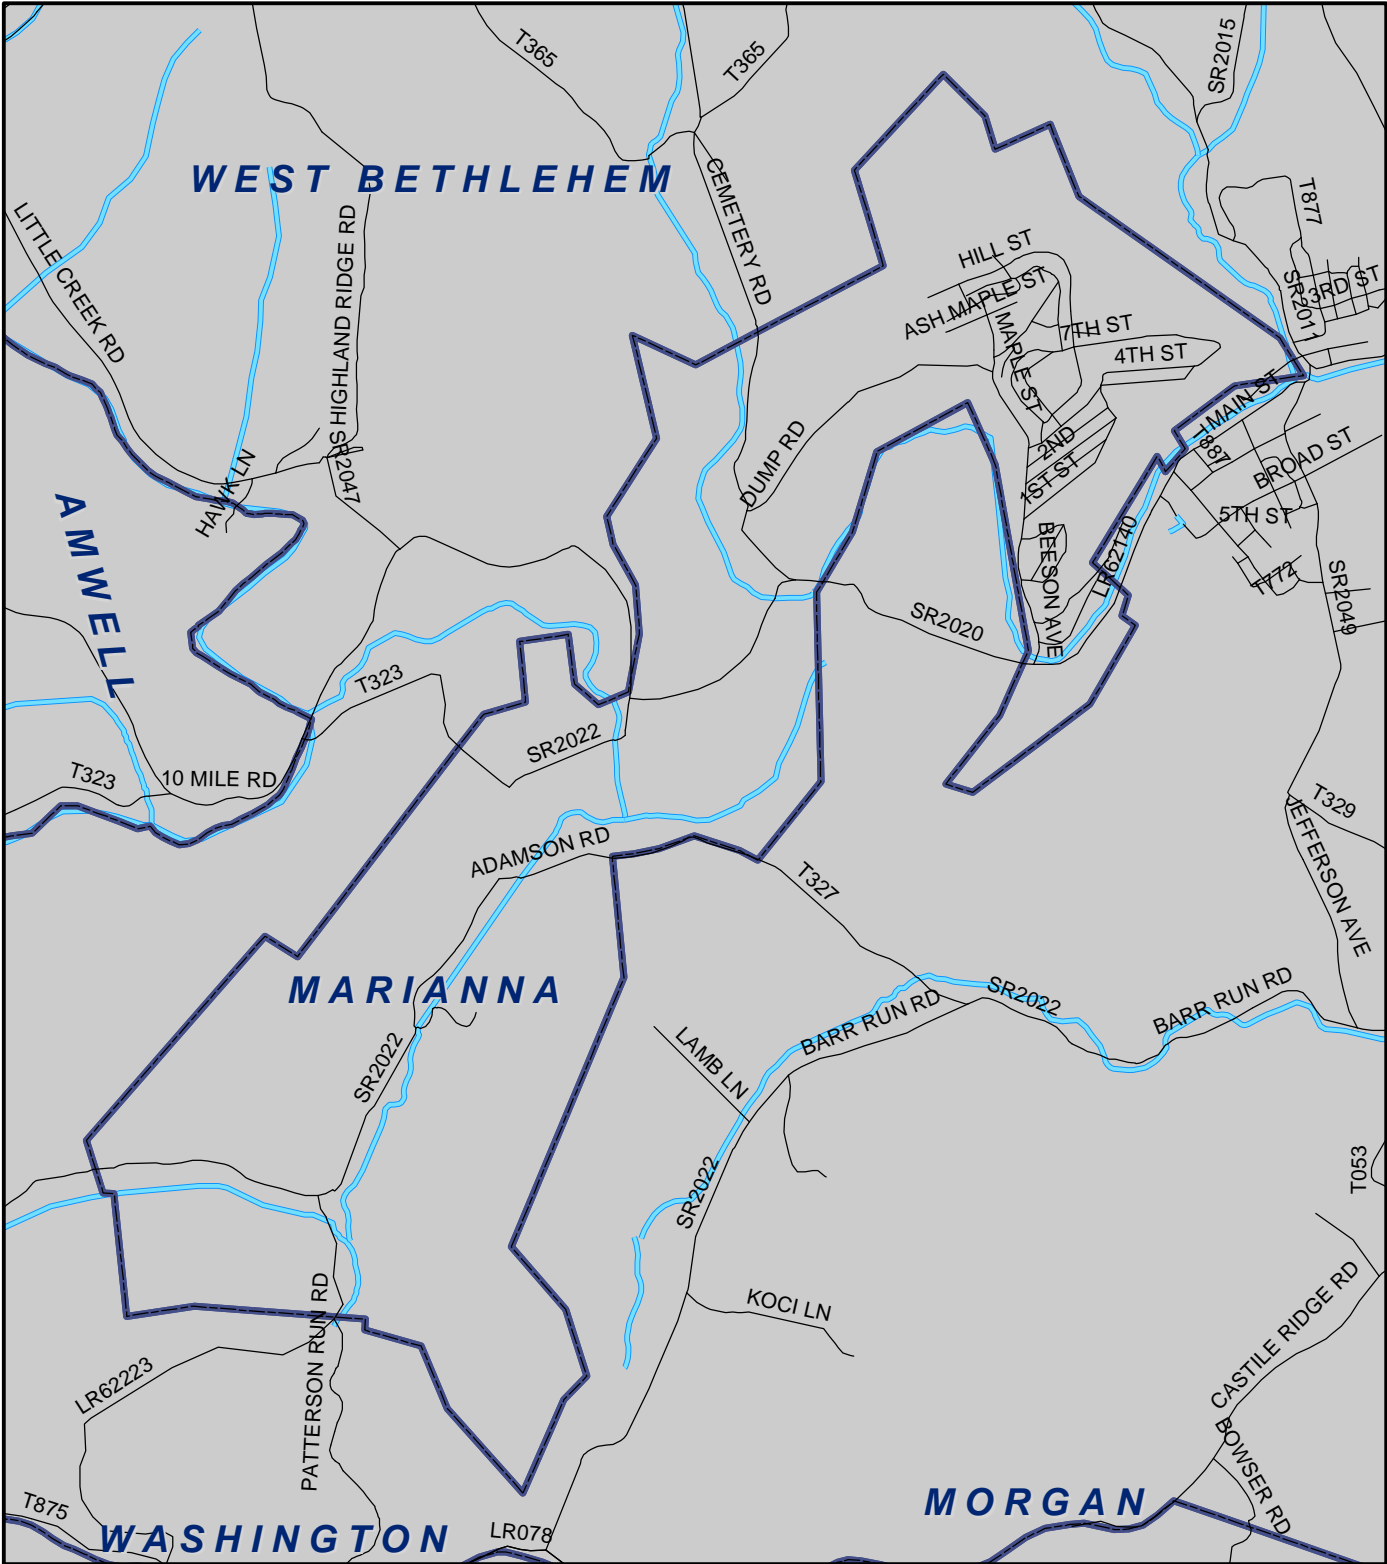 T365
T365
SR2015
WEST BETHLEHEM
CEMETERY RD
T877
LITTLE CREEK RD
S HIGHLAND RIDGE RD
HILL ST
SR2011
3RD ST
ASH
MAPLE ST
MAPLE ST
7TH ST
4TH ST
MAIN ST
T887
2ND
1ST ST
BROAD ST
DUMP RD
SR2047
HAWK LN
5TH ST
AMWELL
BEESON AVE
LR62140
T772
SR2049
SR2020
T323
SR2022
T323
10 MILE RD
T329
JEFFERSON AVE
ADAMSON RD
T327
MARIANNA
SR2022
BARR RUN RD
BARR RUN RD
LAMB LN
SR2022
SR2022
T053
PATTERSON RUN RD
KOCI LN
CASTILE RIDGE RD
LR62223
BOWSER RD
MORGAN
T875
WASHINGTON
LR078